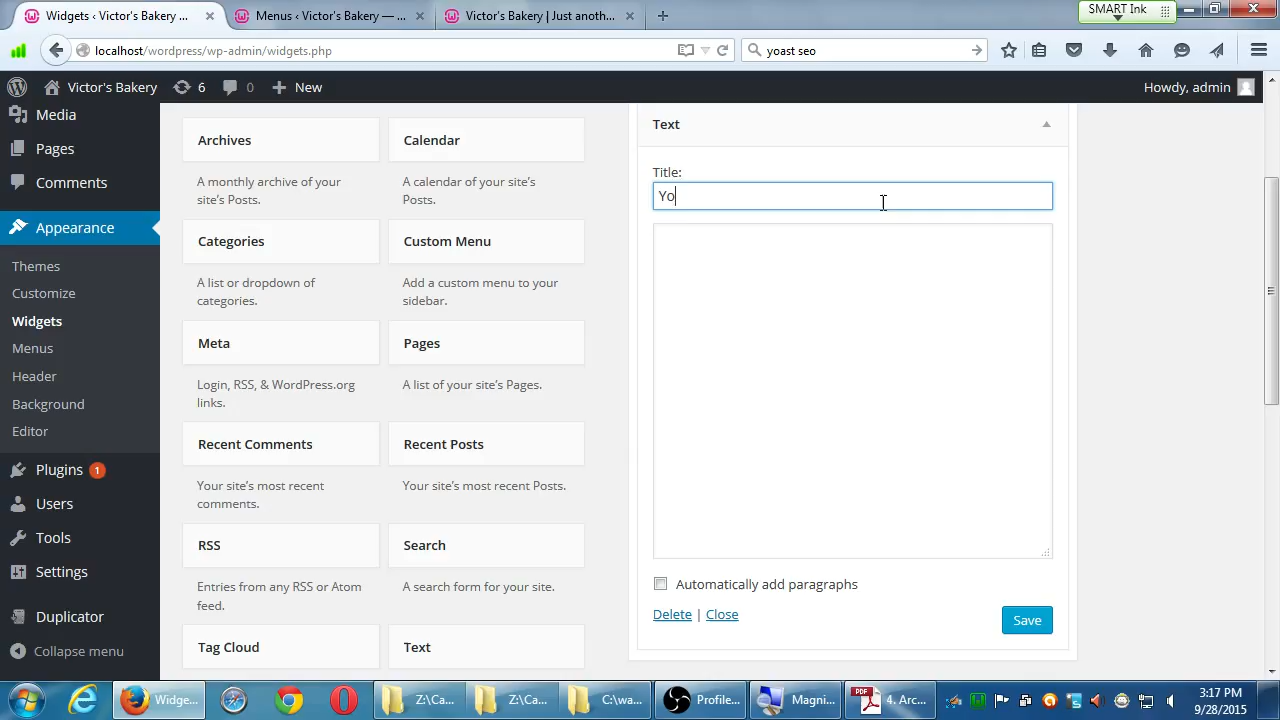 Widgets ‹ Victor's Bakery ...
Menus ‹ Victor's Bakery — ...
Victor's Bakery | Just anoth...
SMART Ink
localhost/wordpress/wp-admin/widgets.php
yoast seo
Victor's Bakery
6
0
New
Howdy, admin
Media
Pages
Comments
Appearance
Themes
Customize
Widgets
Menus
Header
Background
Editor
Plugins 1
Users
Tools
Settings
Duplicator
Collapse menu
Archives
Calendar
A monthly archive of your
site's Posts.
A calendar of your site's
Posts.
Categories
Custom Menu
A list or dropdown of
categories.
Add a custom menu to your
sidebar.
Meta
Pages
Login, RSS, & WordPress.org
links.
A list of your site's Pages.
Recent Comments
Recent Posts
Your site's most recent
comments.
Your site's most recent Posts.
RSS
Search
Entries from any RSS or Atom
feed.
A search form for your site.
Tag Cloud
Text
Text
Title:
Yo
Automatically add paragraphs
Delete | Close
Save
Widge...
Z:\Ca...
Z:\Ca...
C:\wa...
Profile...
Magni...
PDF
4. Arc...
3:17 PM
9/28/2015